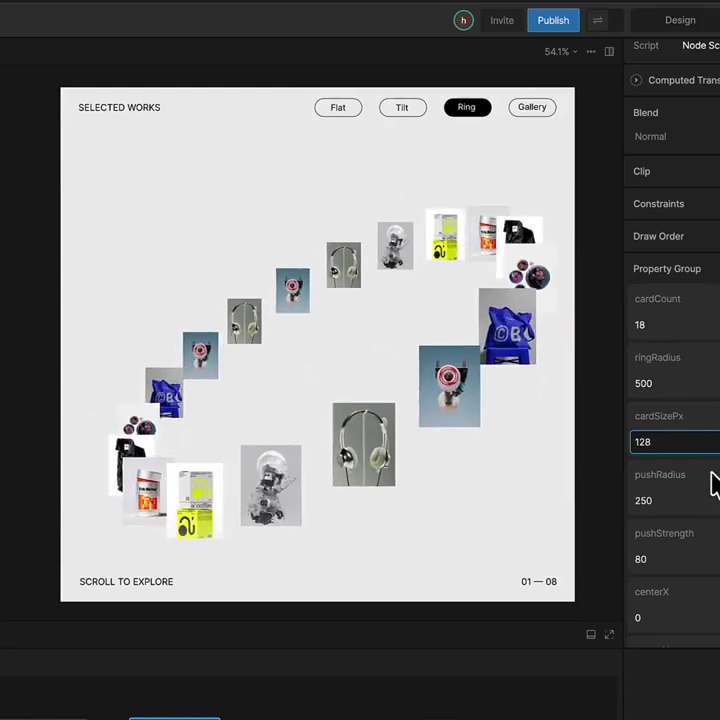 h Invite Publish Design
Script Node Sc
54.1%
Computed Trans
SELECTED WORKS Flat Tilt Ring Gallery
Blend
Normal
Clip
Constraints
Draw Order
Property Group
cardCount
18
ringRadius
500
cardSizePx
128
pushRadius
250
pushStrength
80
centerX
0
SCROLL TO EXPLORE 01 — 08